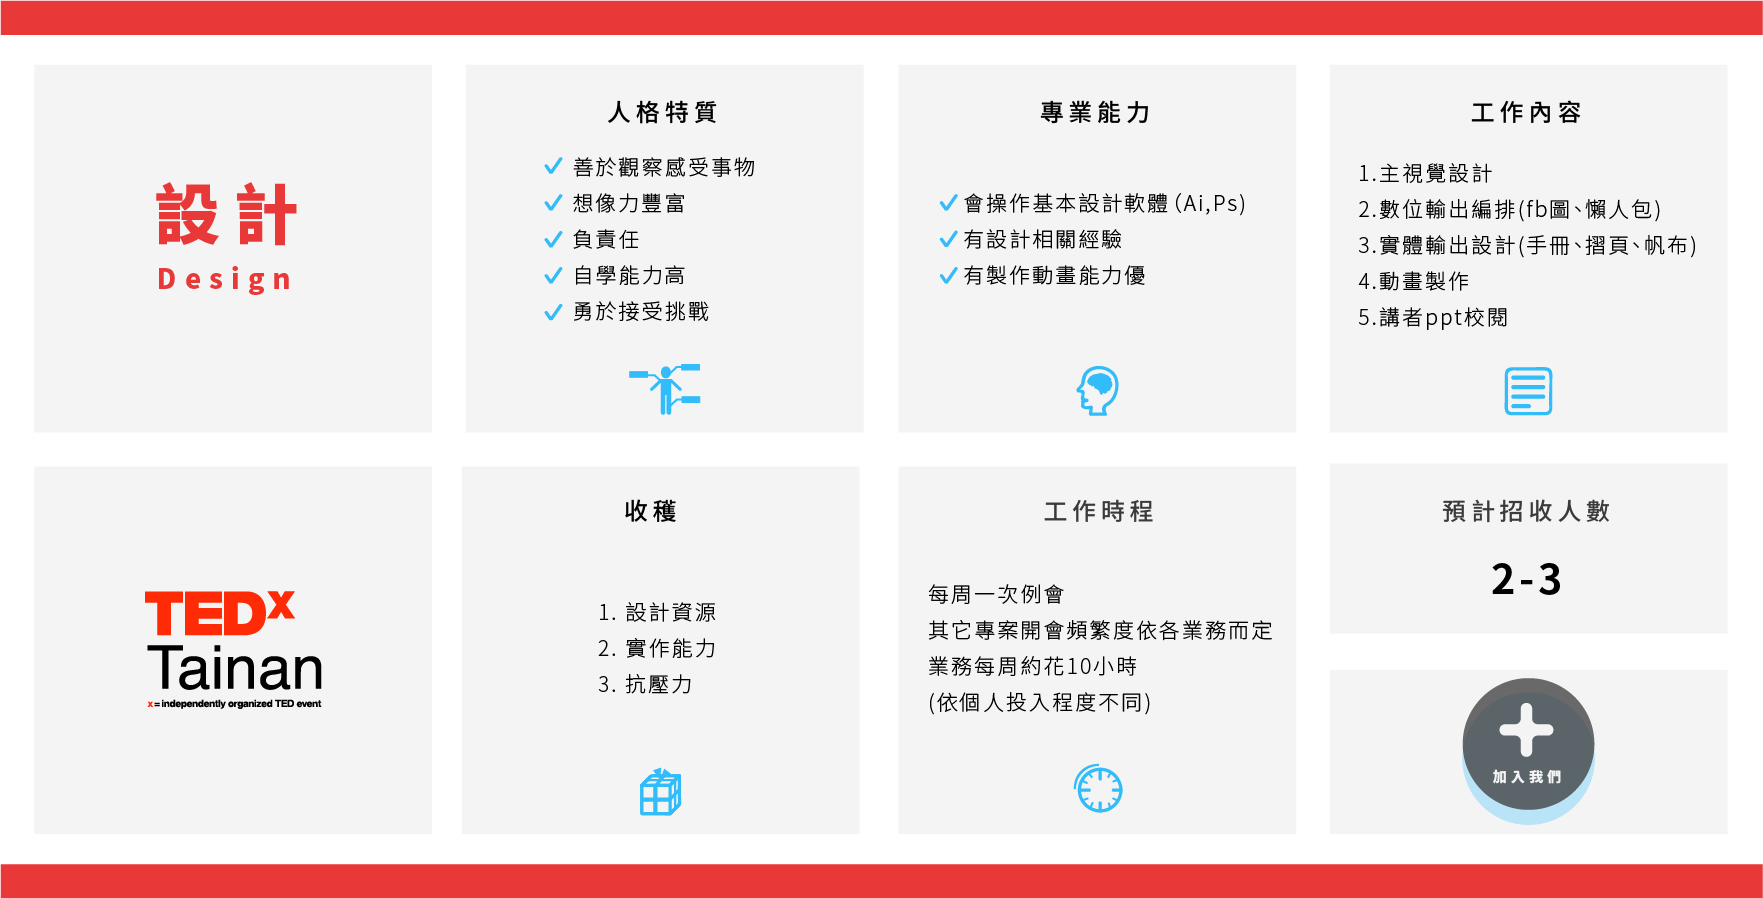 設計
Design
人格特質
善於觀察感受事物
想像力豐富
負責任
自學能力高
勇於接受挑戰
專業能力
會操作基本設計軟體（Ai,Ps)
有設計相關經驗
有製作動畫能力優
工作內容
1.主視覺設計
2.數位輸出編排(fb圖、懶人包)
3.實體輸出設計(手冊、摺頁、帆布)
4.動畫製作
5.講者ppt校閱
TEDx
Tainan
x = independently organized TED event
收穫
1. 設計資源
2. 實作能力
3. 抗壓力
工作時程
每周一次例會
其它專案開會頻繁度依各業務而定
業務每周約花10小時
(依個人投入程度不同)
預計招收人數
2-3
加入我們